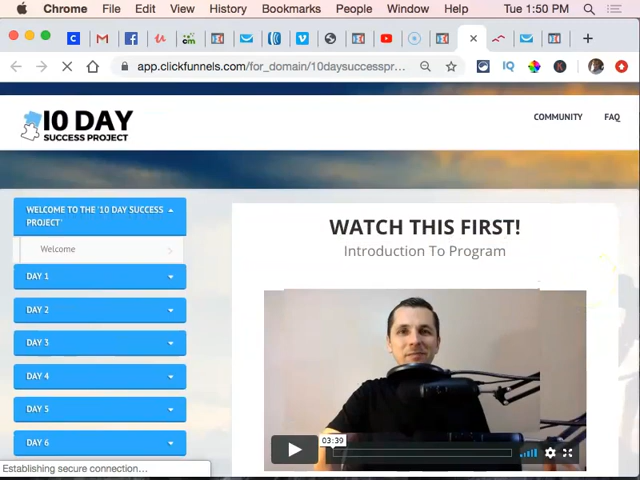 Chrome File Edit View History Bookmarks People Window Help Tue 1:50 PM
app.clickfunnels.com/for_domain/10daysuccesspr...
IQ
10 DAY
SUCCESS PROJECT
COMMUNITY FAQ
WELCOME TO THE '10 DAY SUCCESS
PROJECT'
Welcome
DAY 1
DAY 2
DAY 3
DAY 4
DAY 5
DAY 6
WATCH THIS FIRST!
Introduction To Program
03:39
Establishing secure connection...